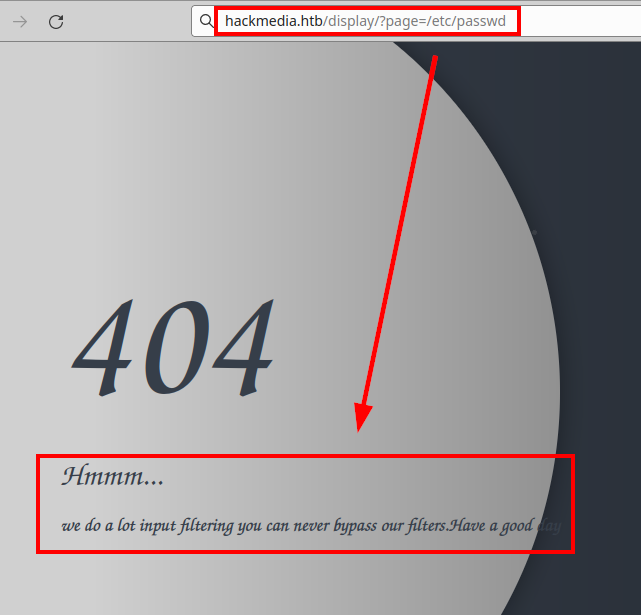 hackmedia.htb/display/?page=/etc/passwd
404
Hmmm...
we do a lot input filtering you can never bypass our filters.Have a good day